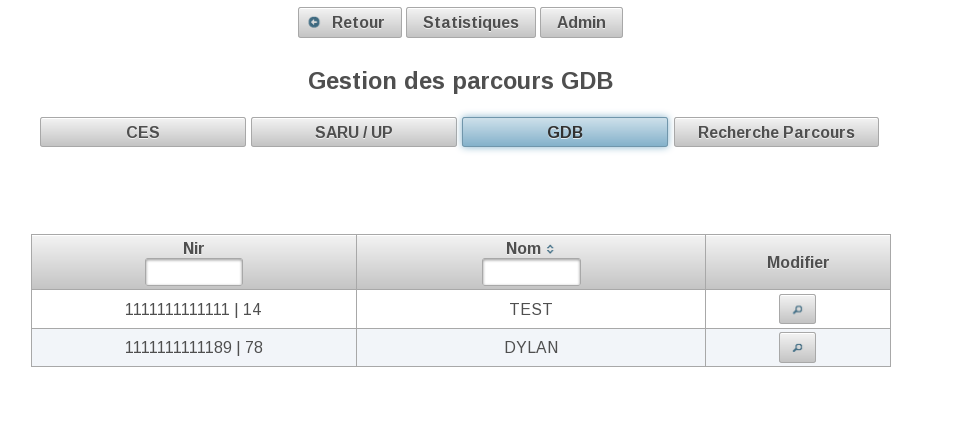 Retour Statistiques Admin
Gestion des parcours GDB
CES SARU / UP GDB Recherche Parcours
Nir Nom Modifier
1111111111111 | 14 TEST
1111111111189 | 78 DYLAN